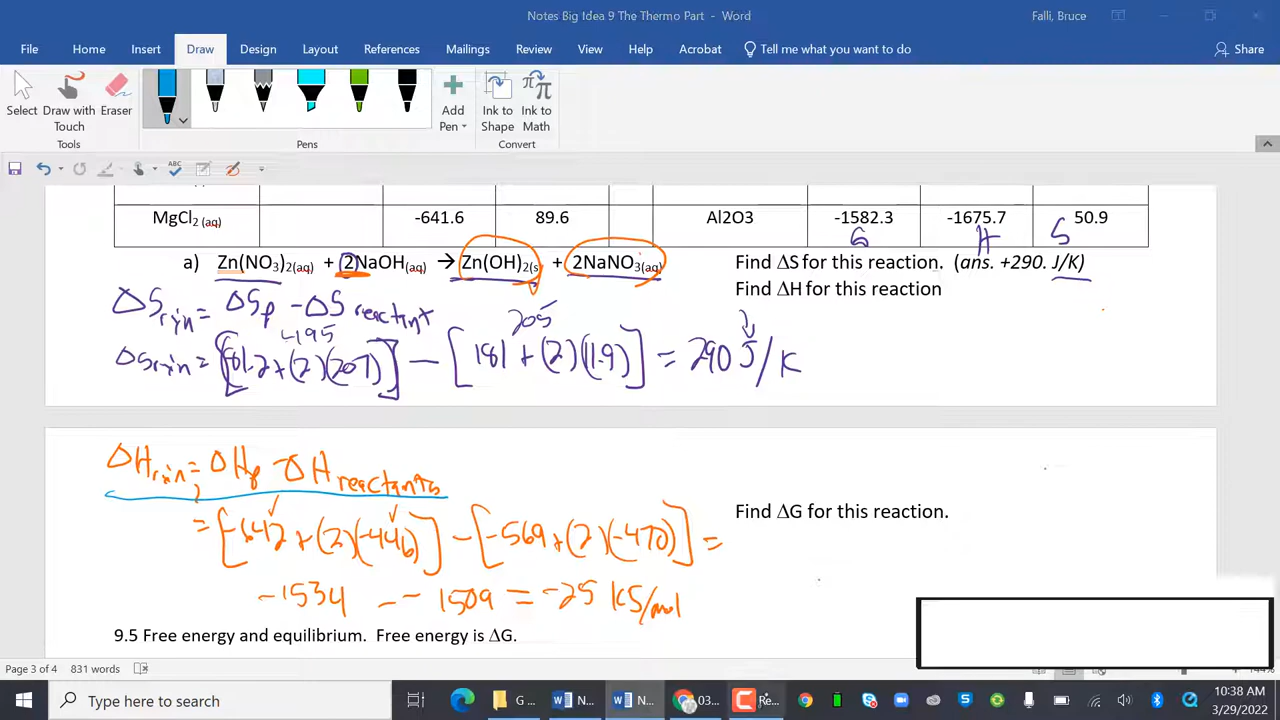 Notes Big Idea 9 The Thermo Part - Word
Falli, Bruce
File Home Insert Draw Design Layout References Mailings Review View Help Acrobat Tell me what you want to do Share
Select Draw with Touch Eraser Add Pen Ink to Shape Ink to Math
Tools Pens Convert
ABC
MgCl2 (aq) -641.6 89.6 Al2O3 -1582.3 -1675.7 50.9
G H S
a) Zn(NO3)2(aq) + 2NaOH(aq) → Zn(OH)2(s + 2NaNO3(aq) Find ΔS for this reaction. (ans. +290. J/K)
ΔSrxn = ΔSp - ΔS reactant Find ΔH for this reaction
495 205
ΔSrxn = [81.2 + (2)(207)] - [181 + (2)(11.9)] = 290 J/K
ΔHrxn = ΔHp - ΔH reactants
= [-642 + (2)(-446)] - [-569 + (2)(-470)] = Find ΔG for this reaction.
-1534 - - 1509 = -25 KJ/mol
9.5 Free energy and equilibrium. Free energy is ΔG.
Page 3 of 4 831 words
Type here to search G ... N... N... 03... Re... 10:38 AM
3/29/2022